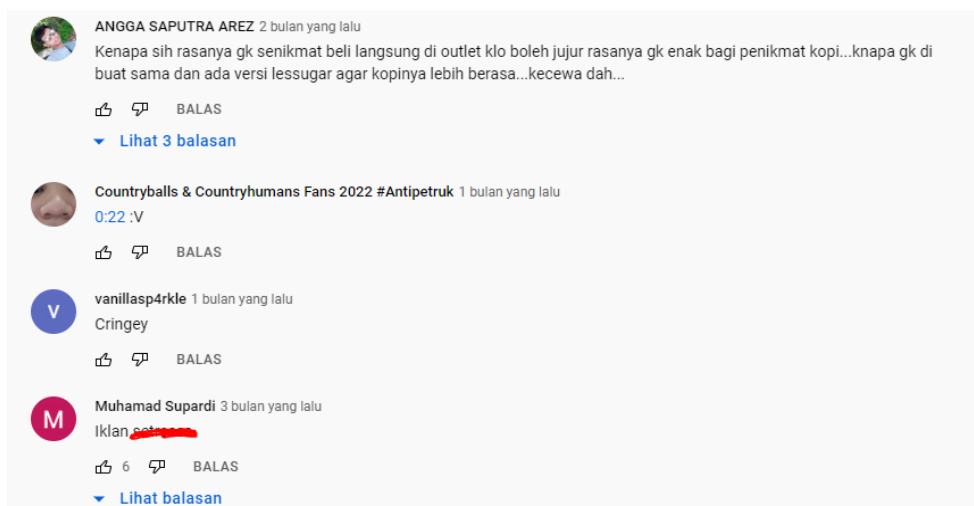 ANGGA SAPUTRA AREZ 2 bulan yang lalu
Kenapa sih rasanya gk senikmat beli langsung di outlet klo boleh jujur rasanya gk enak bagi penikmat kopi...knapa gk di
buat sama dan ada versi lessugar agar kopinya lebih berasa...kecewa dah...
BALAS
Lihat 3 balasan
Countryballs & Countryhumans Fans 2022 #Antipetruk 1 bulan yang lalu
0:22 :V
BALAS
V
vanillasp4rkle 1 bulan yang lalu
Cringey
BALAS
M
Muhamad Supardi 3 bulan yang lalu
Iklan
6 BALAS
Lihat balasan